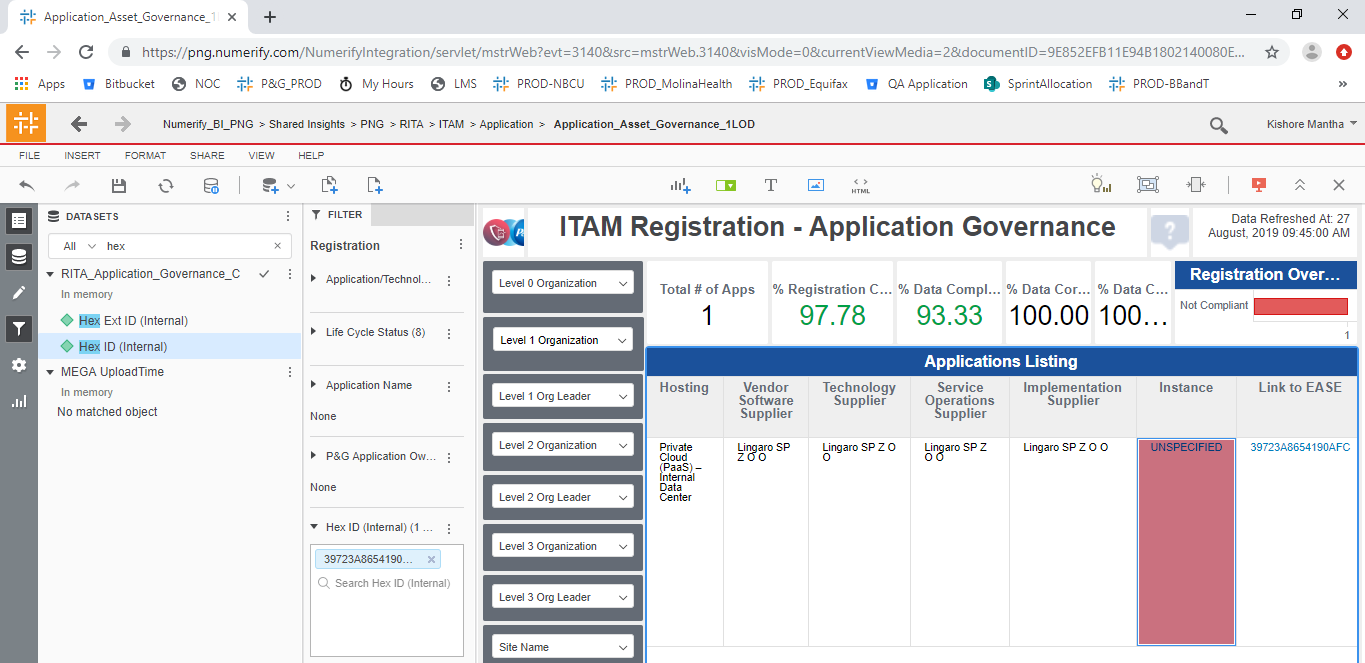 Application_Asset_Governance_1
https://png.numerify.com/NumerifyIntegration/servlet/mstrWeb?evt=3140&src=mstrWeb.3140&visMode=0&currentViewMedia=2&documentID=9E852EFB11E94B1802140080E...
Apps Bitbucket NOC P&G_PROD My Hours LMS PROD-NBCU PROD_MolinaHealth PROD_Equifax QA Application SprintAllocation PROD-BBandT »
Numerify_BI_PNG > Shared Insights > PNG > RITA > ITAM > Application > Application_Asset_Governance_1LOD
Kishore Mantha
FILE INSERT FORMAT SHARE VIEW HELP
HTML
DATASETS
All hex
RITA_Application_Governance_C
In memory
Hex Ext ID (Internal)
Hex ID (Internal)
MEGA UploadTime
In memory
No matched object
FILTER
Registration
Application/Technol...
Life Cycle Status (8)
Application Name
None
P&G Application Ow...
None
Hex ID (Internal) (1 ...
39723A8654190...
Search Hex ID (Internal)
ITAM Registration - Application Governance
?
Data Refreshed At: 27
August, 2019 09:45:00 AM
Level 0 Organization
Level 1 Organization
Level 1 Org Leader
Level 2 Organization
Level 2 Org Leader
Level 3 Organization
Level 3 Org Leader
Site Name
Total # of Apps
1
% Registration C...
97.78
% Data Compl...
93.33
% Data Cor...
100.00
% Data C...
100...
Registration Over...
Not Compliant
1
Applications Listing
Hosting
Vendor
Software
Supplier
Technology
Supplier
Service
Operations
Supplier
Implementation
Supplier
Instance
Link to EASE
Private
Cloud
(PaaS) –
Internal
Data
Center
Lingaro SP
Z O O
Lingaro SP Z O
O
Lingaro SP Z
O O
Lingaro SP Z O O
UNSPECIFIED
39723A8654190AFC